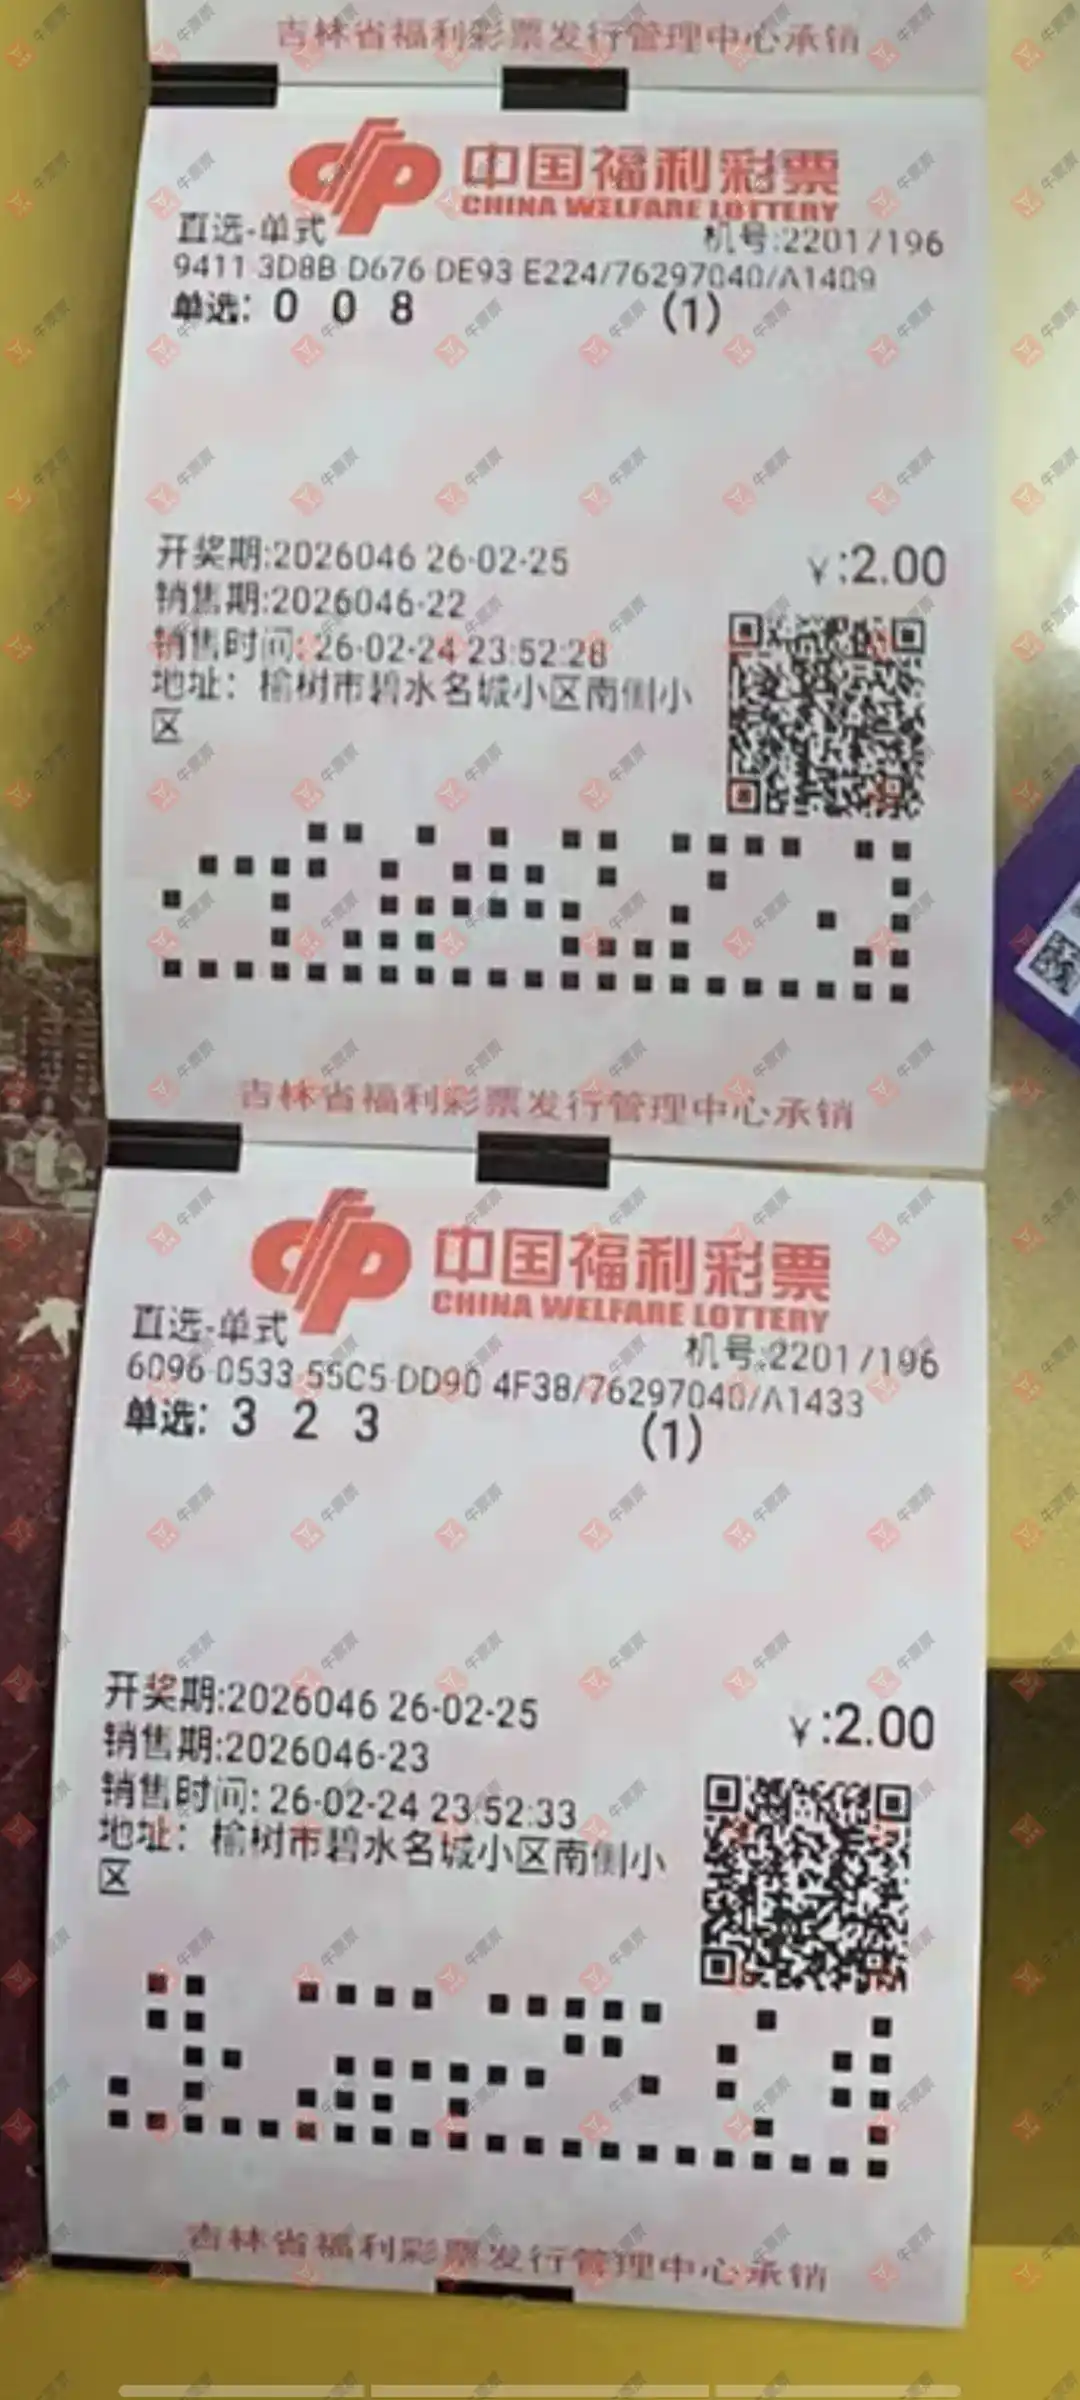 吉林省福利彩票发行管理中心承销
中国福利彩票
CHINA WELFARE LOTTERY
直选-单式
机号:22017196
9411 3D8B D676 DE93 E224/76297040/A1409
单选: 0 0 8 (1)
开奖期:2026046 26-02-25
¥:2.00
销售期:2026046-22
销售时间: 26-02-24 23:52:28
地址: 榆树市碧水名城小区南侧小
区
吉林省福利彩票发行管理中心承销
中国福利彩票
CHINA WELFARE LOTTERY
直选-单式
机号:22017196
6096 0533 55C5 DD90 4F38/76297040/A1433
单选: 3 2 3 (1)
开奖期:2026046 26-02-25
¥:2.00
销售期:2026046-23
销售时间: 26-02-24 23:52:33
地址: 榆树市碧水名城小区南侧小
区
吉林省福利彩票发行管理中心承销
牛票票